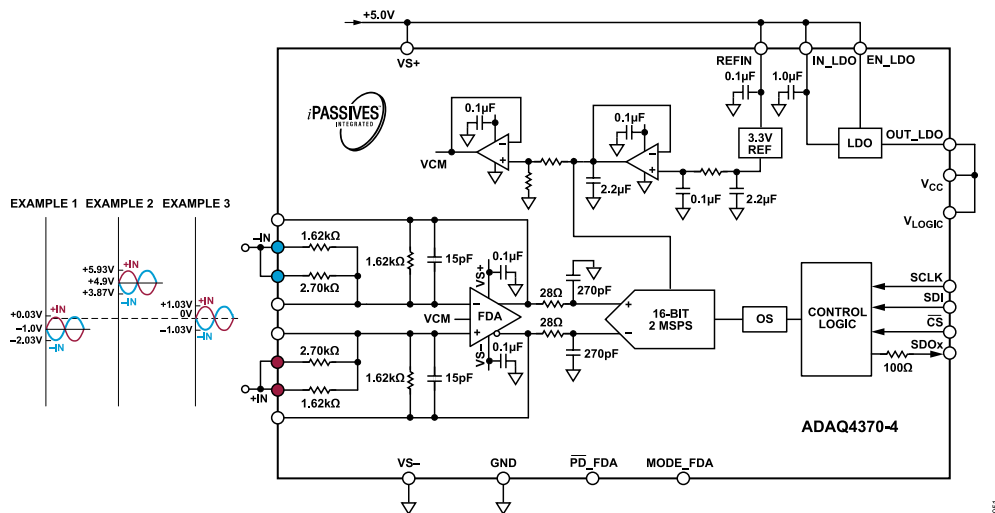 +5.0V
VS+
REFIN
IN_LDO
EN_LDO
0.1µF
1.0µF
iPASSIVES
INTEGRATED
0.1µF
0.1µF
VCM
3.3V
REF
LDO
OUT_LDO
2.2µF
0.1µF
2.2µF
VCC
VLOGIC
EXAMPLE 1
EXAMPLE 2
EXAMPLE 3
+5.93V
+4.9V
+3.87V
+IN
–IN
+0.03V
–1.0V
–2.03V
+IN
–IN
+1.03V
0V
–1.03V
+IN
–IN
–IN
1.62kΩ
2.70kΩ
1.62kΩ
15pF
VS+
0.1µF
VCM
FDA
VS–
0.1µF
28Ω
28Ω
270pF
270pF
16-BIT
2 MSPS
OS
CONTROL
LOGIC
SCLK
SDI
CS
SDOx
100Ω
2.70kΩ
1.62kΩ
+IN
1.62kΩ
15pF
ADAQ4370-4
VS–
GND
PD_FDA
MODE_FDA